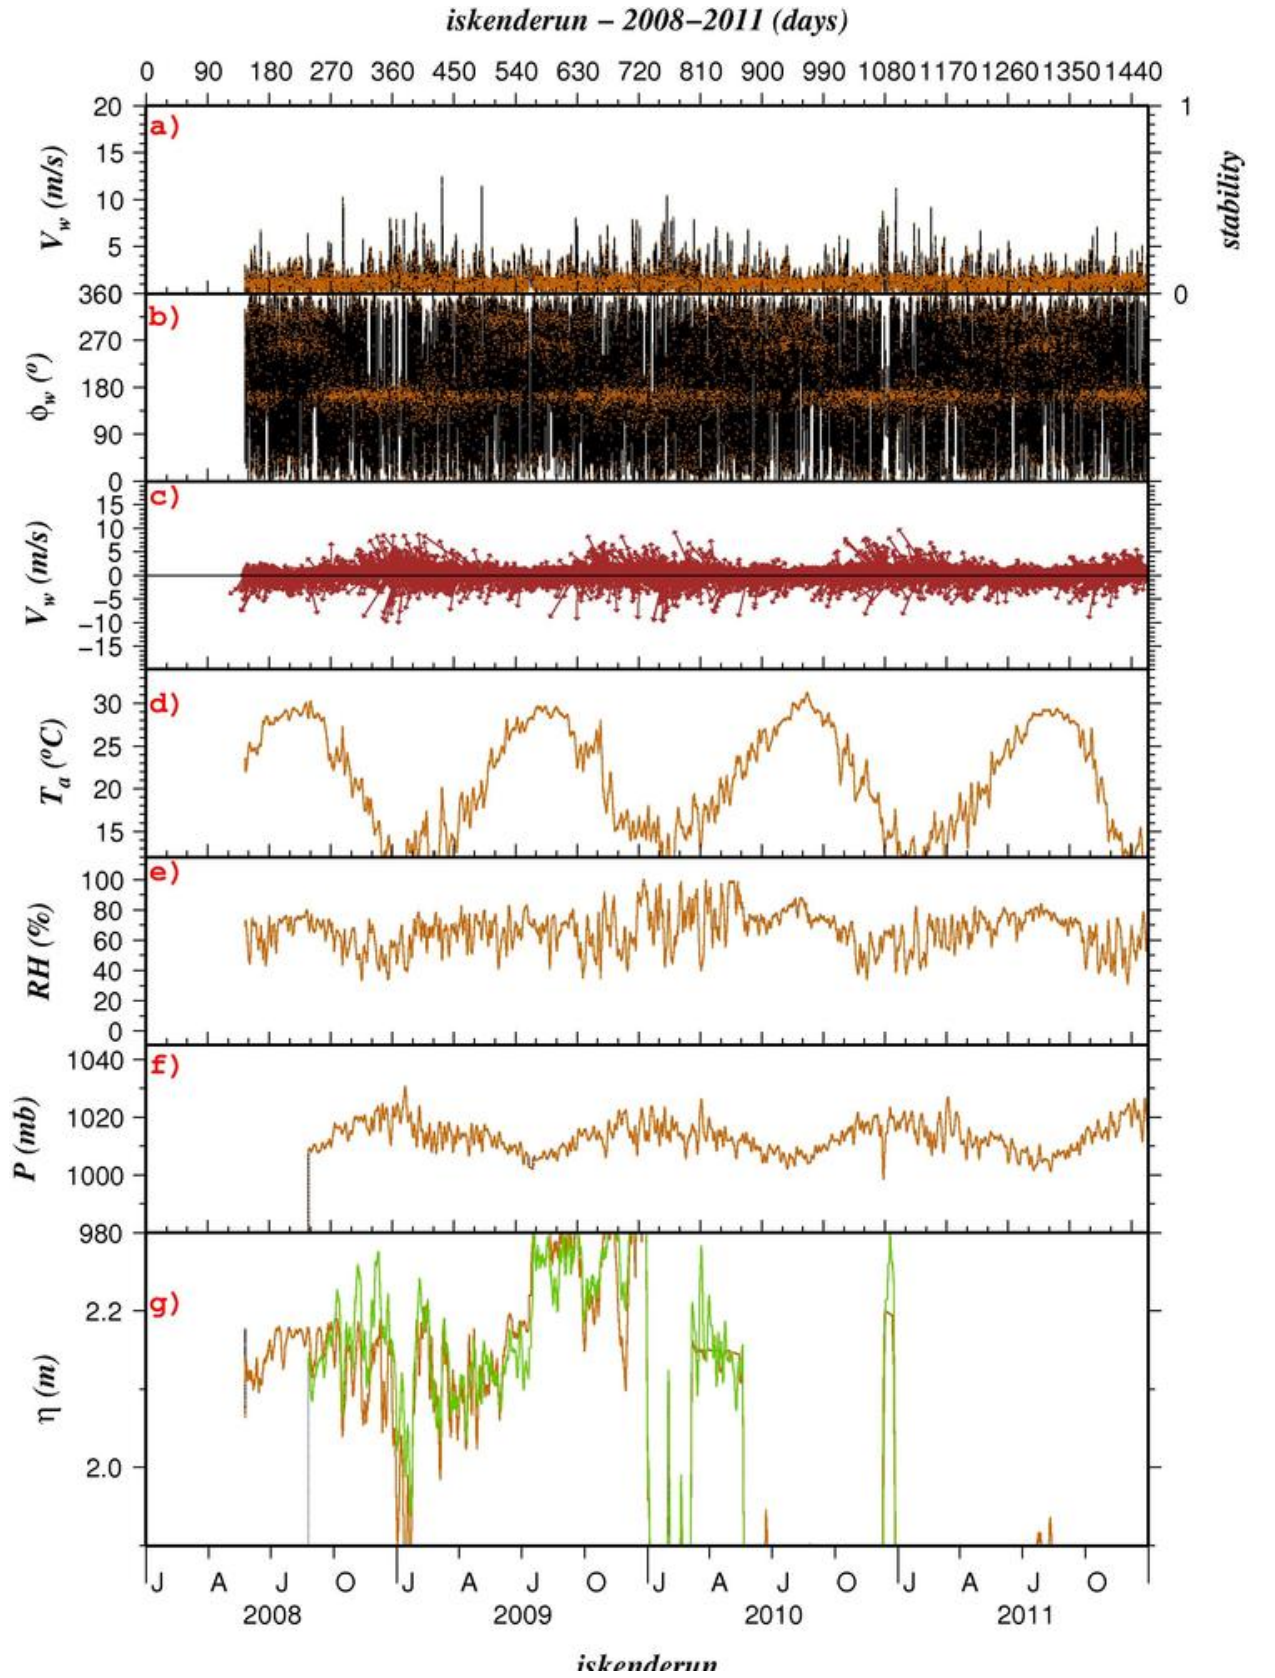 iskenderun – 2008–2011 (days)
0 90 180 270 360 450 540 630 720 810 900 990 1080 1170 1260 1350 1440
20 a) 1
15
10
5
V_w (m/s)
stability
0
360 b)
270
180
90
0
ϕ_w (º)
c)
15
10
5
0
−5
−10
−15
V_w (m/s)
d)
30
25
20
15
T_a (ºC)
e)
100
80
60
40
20
0
RH (%)
f)
1040
1020
1000
980
P (mb)
g)
2.2
2.0
η (m)
J A J O J A J O J A J O J A J O
2008 2009 2010 2011
iskenderun